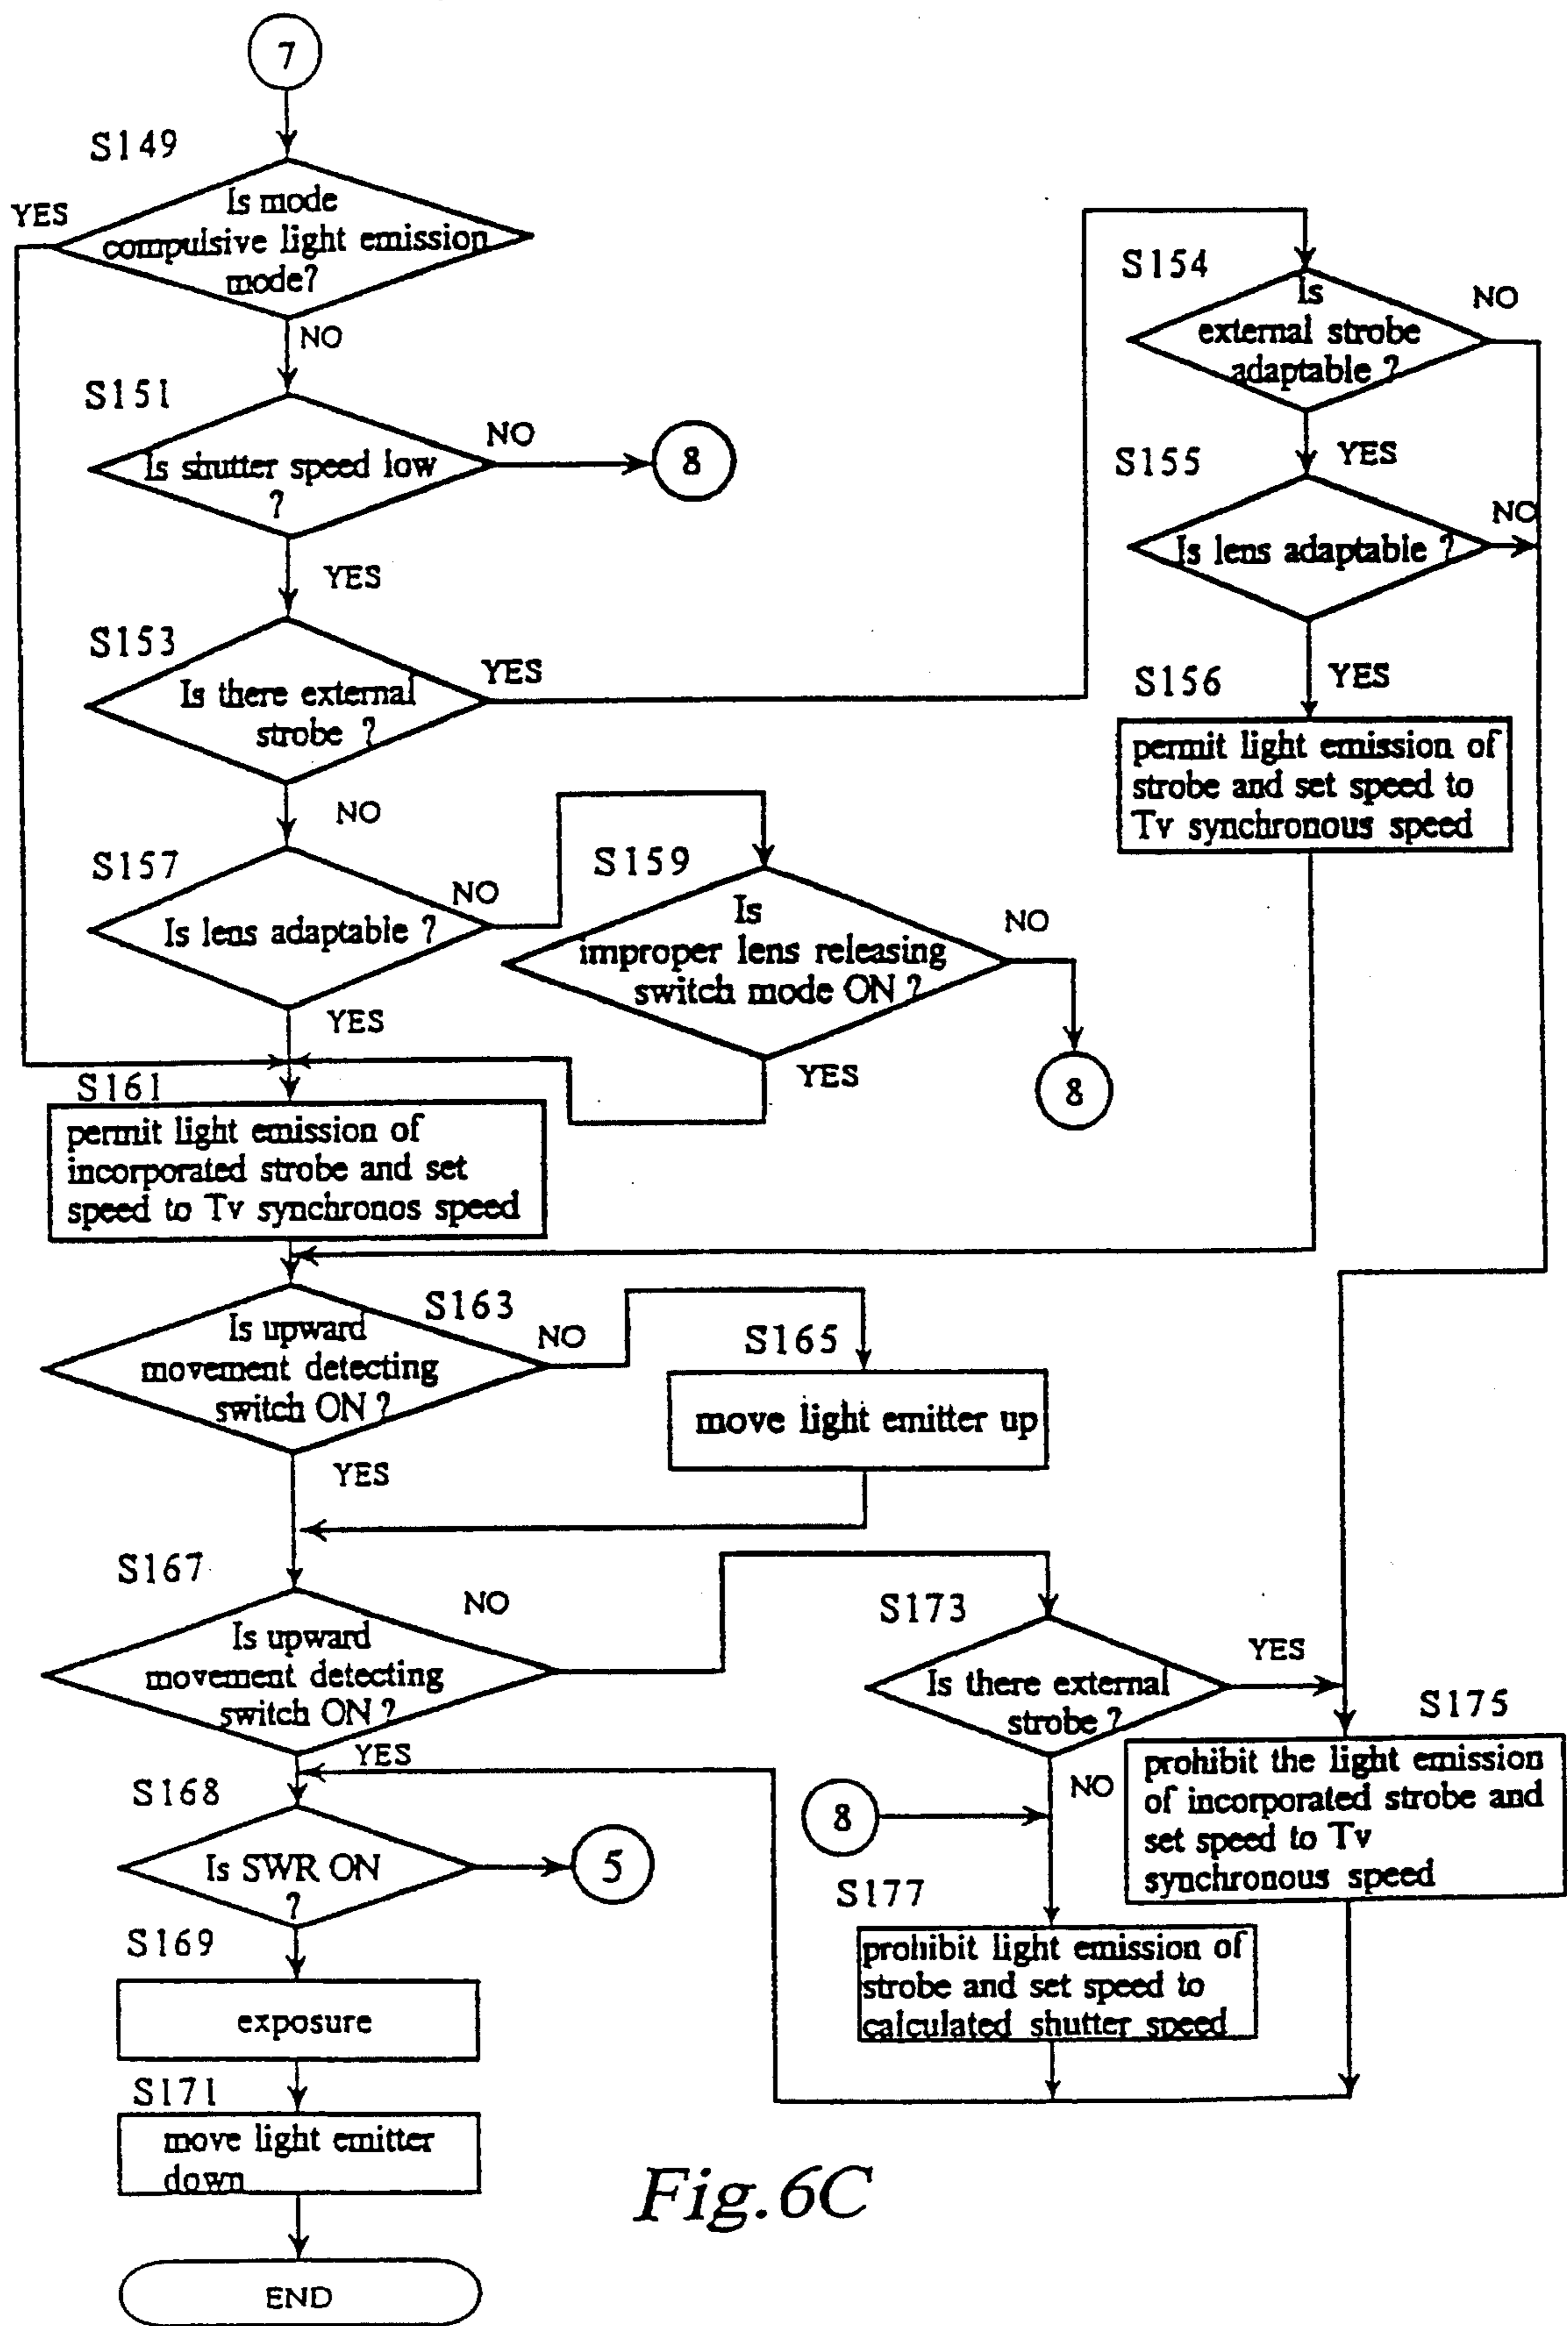 7
S149
Is mode
compulsive light emission
mode?
YES
NO
S151
Is shutter speed low
?
NO
8
YES
S153
Is there external
strobe ?
YES
NO
S154
Is
external strobe
adaptable ?
NO
YES
S155
Is lens adaptable ?
NO
YES
S156
permit light emission of
strobe and set speed to
Tv synchronous speed
S157
Is lens adaptable ?
NO
YES
S159
Is
improper lens releasing
switch mode ON ?
NO
YES
8
S161
permit light emission of
incorporated strobe and set
speed to Tv synchronos speed
S163
Is upward
movement detecting
switch ON ?
NO
YES
S165
move light emitter up
S167
Is upward
movement detecting
switch ON ?
NO
YES
S173
Is there external
strobe ?
YES
NO
S175
prohibit the light emission
of incorporated strobe and
set speed to Tv
synchronous speed
8
S177
prohibit light emission of
strobe and set speed to
calculated shutter speed
S168
Is SWR ON
?
5
S169
exposure
S171
move light emitter
down
END
Fig.6C